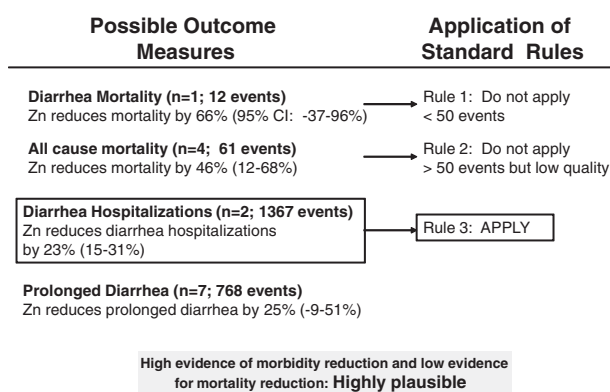 Possible Outcome
Measures
Application of
Standard Rules
Diarrhea Mortality (n=1; 12 events)
Zn reduces mortality by 66% (95% CI: -37-96%)
Rule 1: Do not apply
< 50 events
All cause mortality (n=4; 61 events)
Zn reduces mortality by 46% (12-68%)
Rule 2: Do not apply
> 50 events but low quality
Diarrhea Hospitalizations (n=2; 1367 events)
Zn reduces diarrhea hospitalizations
by 23% (15-31%)
Rule 3: APPLY
Prolonged Diarrhea (n=7; 768 events)
Zn reduces prolonged diarrhea by 25% (-9-51%)
High evidence of morbidity reduction and low evidence
for mortality reduction: Highly plausible